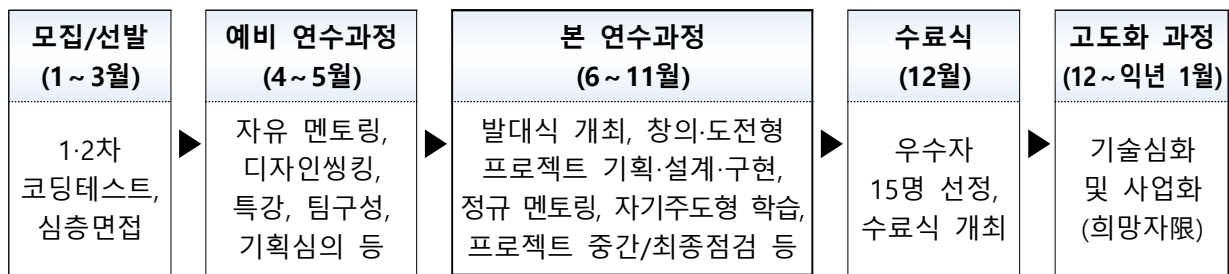 모집/선발
(1~3월)
1·2차
코딩테스트,
심층면접
예비 연수과정
(4~5월)
자유 멘토링,
디자인씽킹,
특강, 팀구성,
기획심의 등
본 연수과정
(6~11월)
발대식 개최, 창의·도전형
프로젝트 기획·설계·구현,
정규 멘토링, 자기주도형 학습,
프로젝트 중간/최종점검 등
수료식
(12월)
우수자
15명 선정,
수료식 개최
고도화 과정
(12~익년 1월)
기술심화
및 사업화
(희망자限)